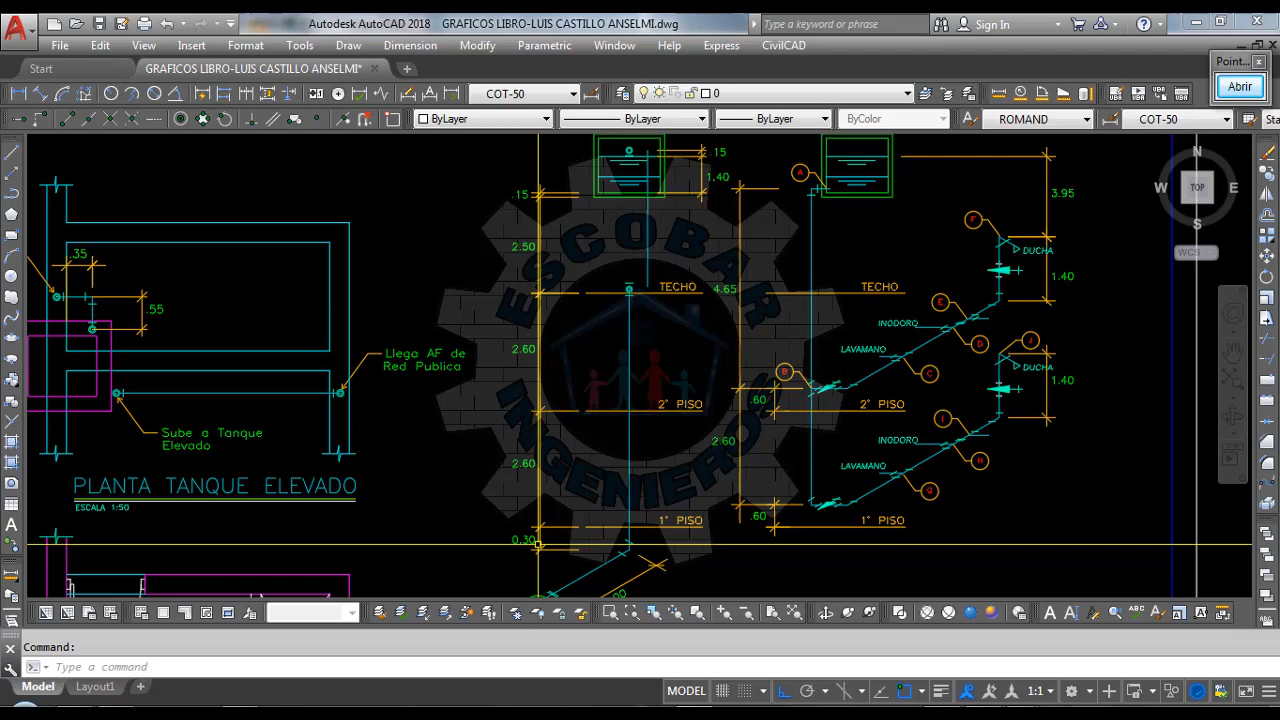 Autodesk AutoCAD 2018 GRAFICOS LIBRO-LUIS CASTILLO ANSELMI.dwg
Type a keyword or phrase
Sign In
File Edit View Insert Format Tools Draw Dimension Modify Parametric Window Help Express CivilCAD
Point...
Start GRAFICOS LIBRO-LUIS CASTILLO ANSELMI*
Abrir
COT-50 0
ByLayer ByLayer ByLayer ByColor ROMAND COT-50 Sta
.15
1.40
A
.15
3.95
N
W TOP E
S
WCS
F
DUCHA
2.50
.35
.55
TECHO 4.65 TECHO
1.40
E
INODORO
D
J
LAVAMANO
DUCHA
2.60
Llega AF de
Red Publica
B
C
1.40
.60
2° PISO 2° PISO
I
Sube a Tanque
Elevado
2.60
2.60
INODORO
H
LAVAMANO
G
PLANTA TANQUE ELEVADO
ESCALA 1:50
.60
1° PISO 1° PISO
0.30
ESCOBAR
INGENIEROS
Command:
Type a command
Model Layout1
MODEL 1:1